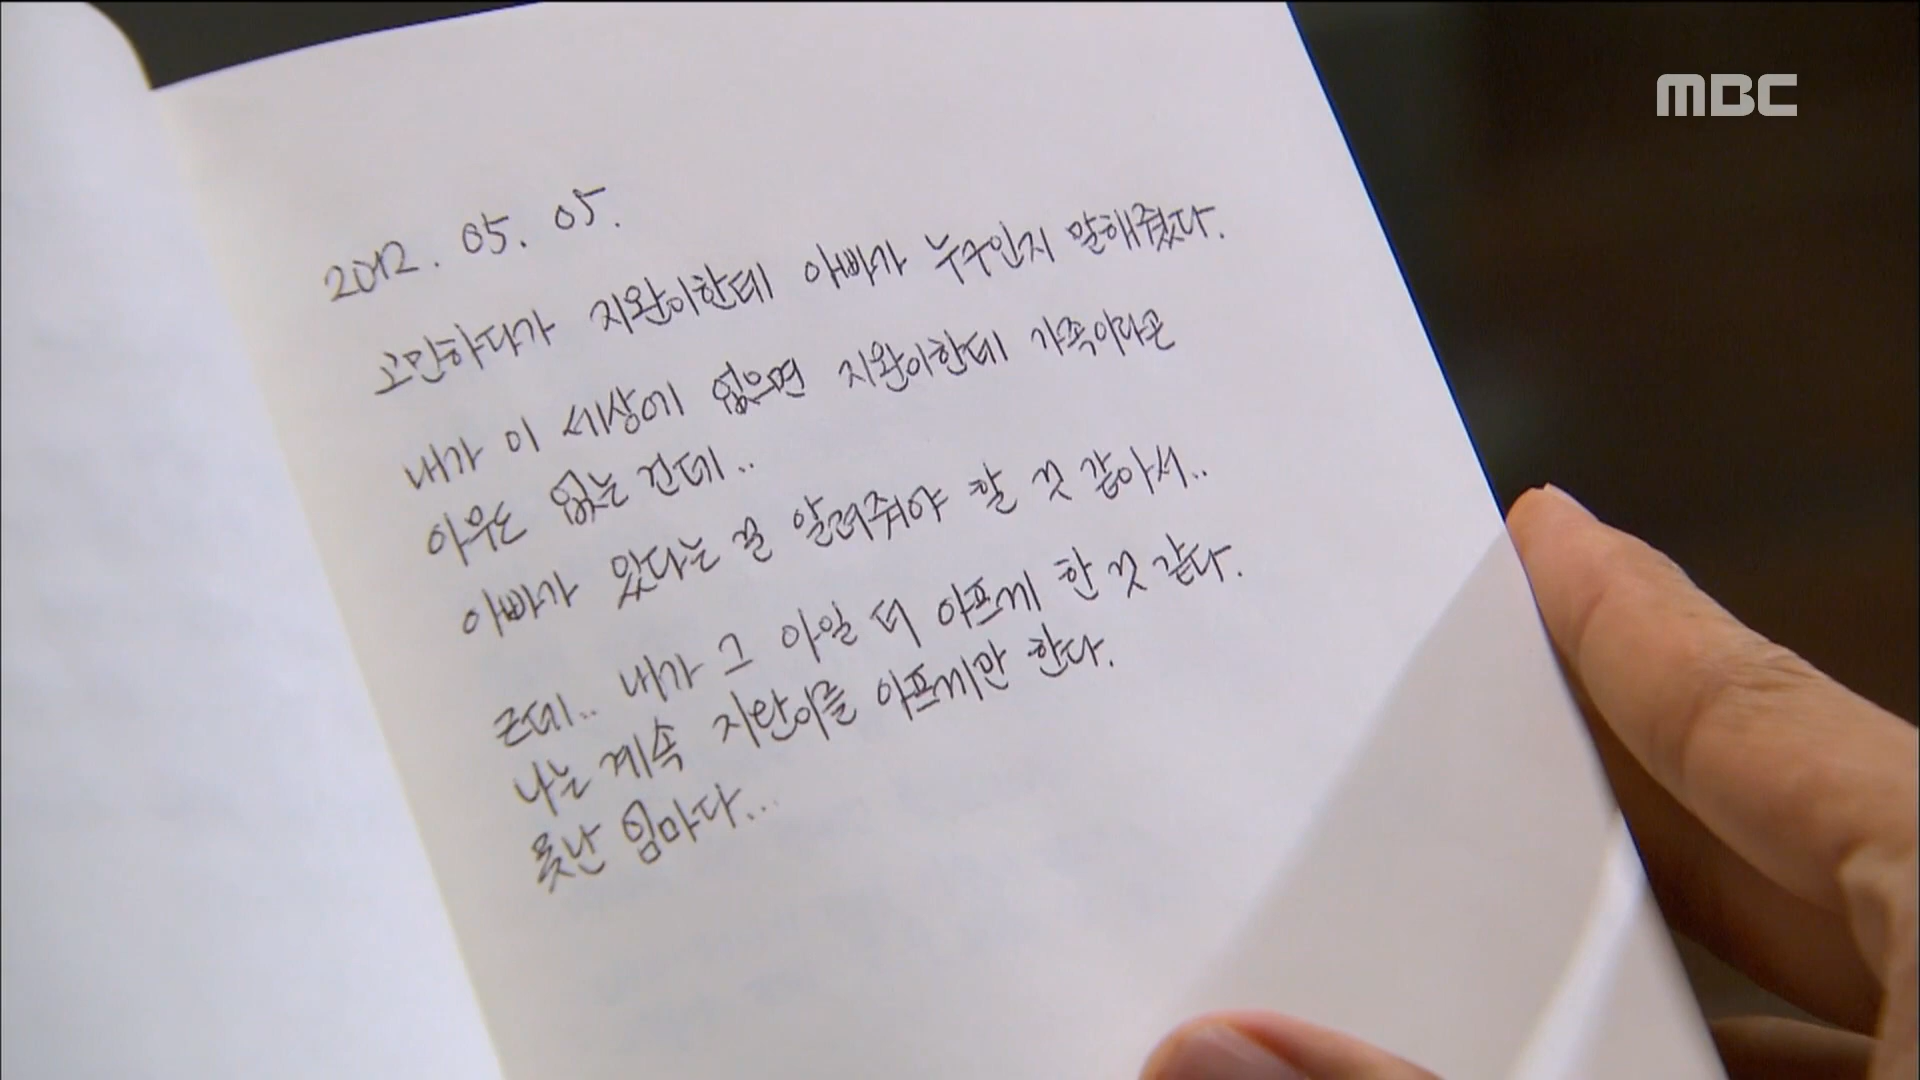 MBC
2012. 05. 05.
고민하다가 지완이한테 아빠가 누구인지 말해줬다.
내가 이 세상에 없으면 지완이한테 가족이라곤
아무도 없는 건데..
아빠가 있다는 걸 알려줘야 할 것 같아서..
근데.. 내가 그 아일 더 아프게 한 것 같다.
나는 계속 지완이를 아프게만 한다.
못난 엄마다...